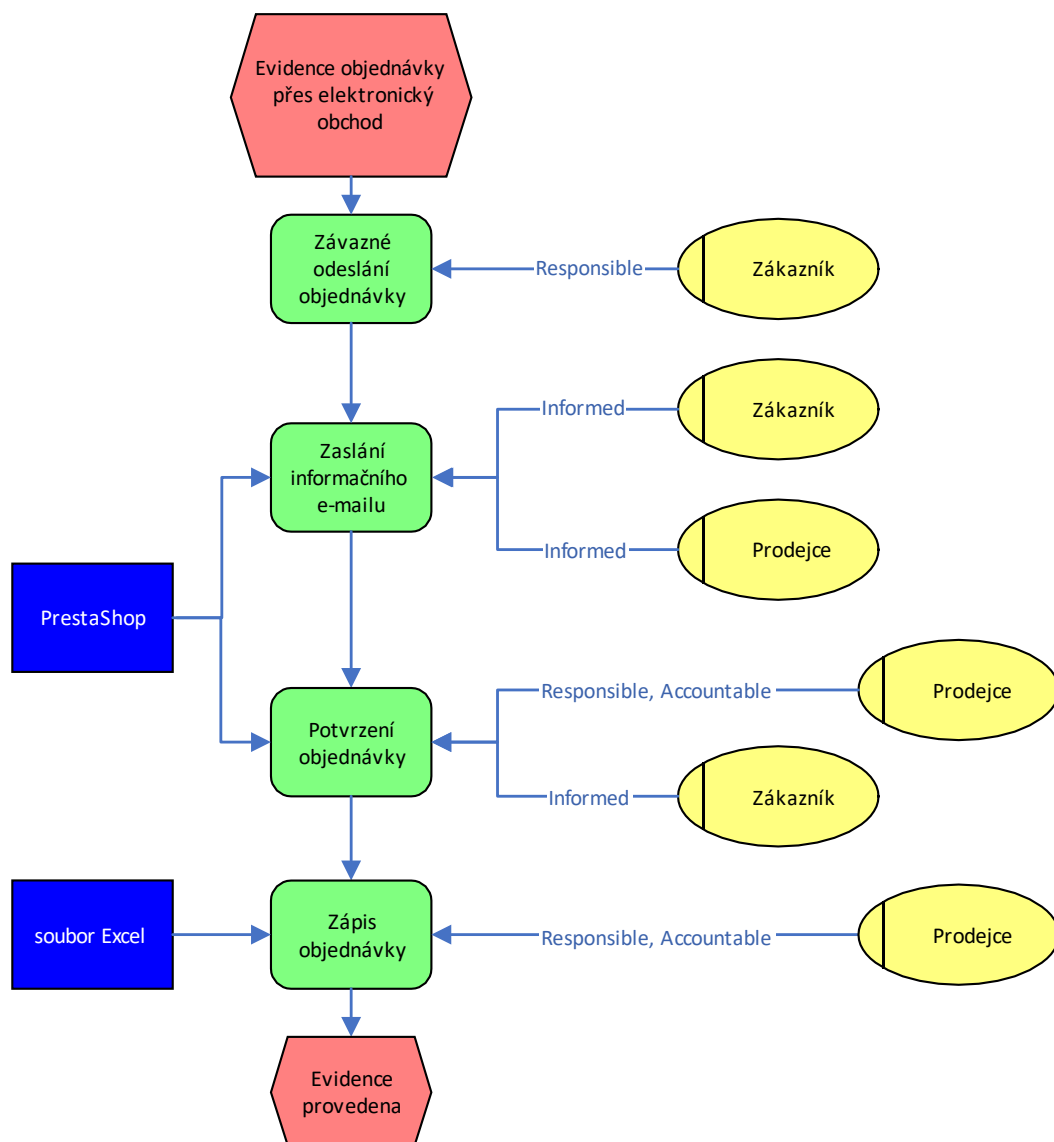 Evidence objednávky
přes elektronický
obchod
Závazné
odeslání
objednávky
Responsible
Zákazník
Informed
Zákazník
Zaslání
informačního
e-mailu
Informed
Prodejce
PrestaShop
Responsible, Accountable
Prodejce
Potvrzení
objednávky
Informed
Zákazník
soubor Excel
Zápis
objednávky
Responsible, Accountable
Prodejce
Evidence
provedena